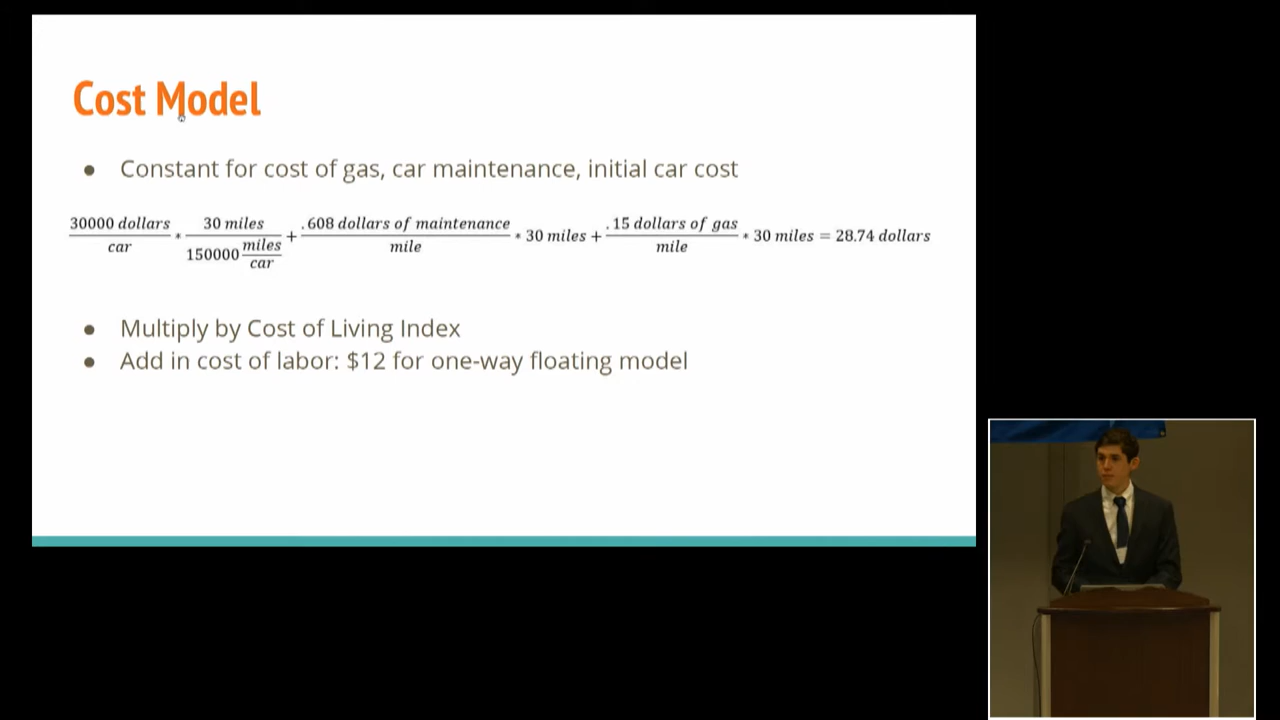 Cost Model
● Constant for cost of gas, car maintenance, initial car cost
30000 dollars / car * 30 miles / 150000 miles/car + .608 dollars of maintenance / mile * 30 miles + .15 dollars of gas / mile * 30 miles = 28.74 dollars
● Multiply by Cost of Living Index
● Add in cost of labor: $12 for one-way floating model